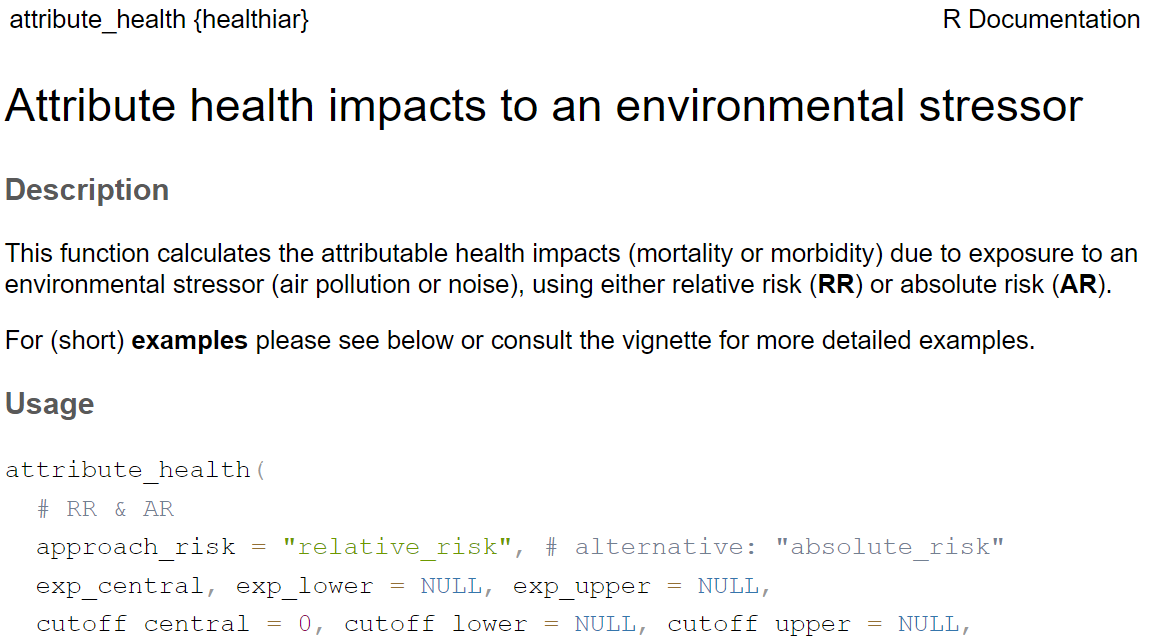 attribute_health {healthiar} R Documentation
Attribute health impacts to an environmental stressor
Description
This function calculates the attributable health impacts (mortality or morbidity) due to exposure to an
environmental stressor (air pollution or noise), using either relative risk (RR) or absolute risk (AR).
For (short) examples please see below or consult the vignette for more detailed examples.
Usage
attribute_health(
  # RR & AR
  approach_risk = "relative_risk", # alternative: "absolute_risk"
  exp_central, exp_lower = NULL, exp_upper = NULL,
  cutoff_central = 0, cutoff_lower = NULL, cutoff_upper = NULL,